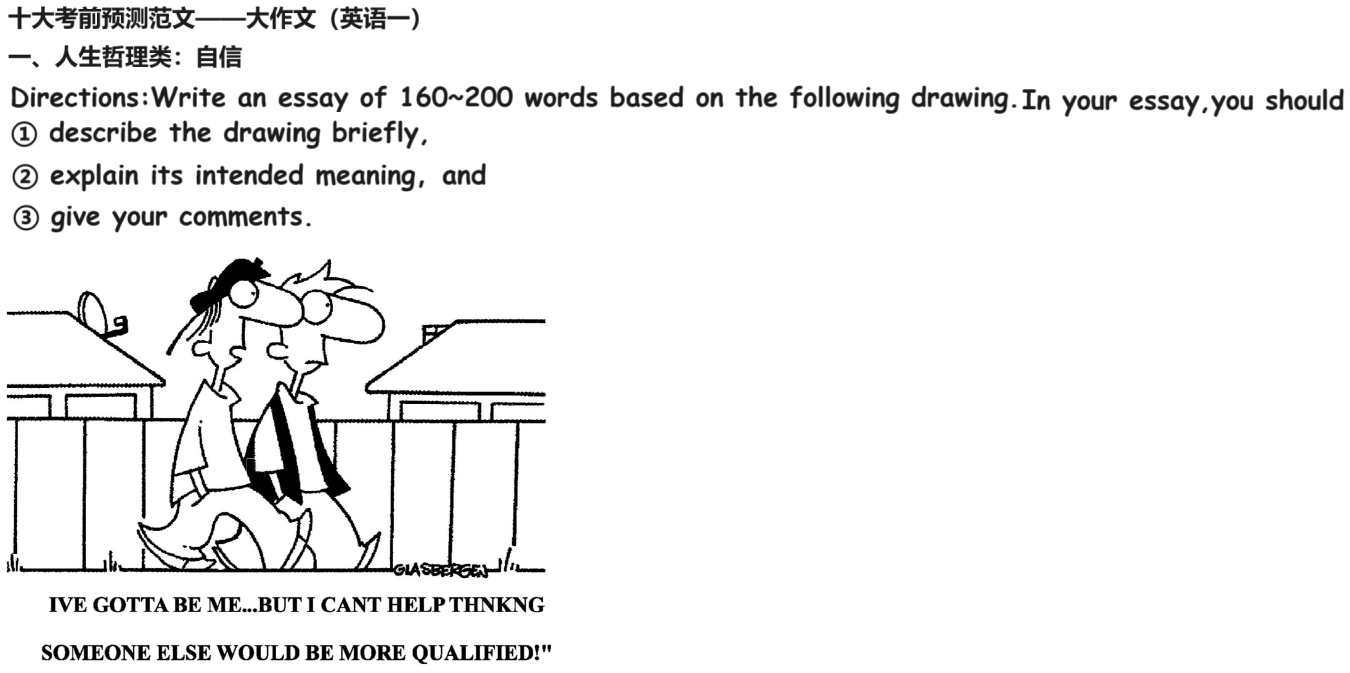 十大考前预测范文——大作文（英语一）
一、人生哲理类：自信
Directions:Write an essay of 160~200 words based on the following drawing.In your essay,you should
① describe the drawing briefly,
② explain its intended meaning, and
③ give your comments.
GLASBERGEN
IVE GOTTA BE ME...BUT I CANT HELP THNKNG
SOMEONE ELSE WOULD BE MORE QUALIFIED!"